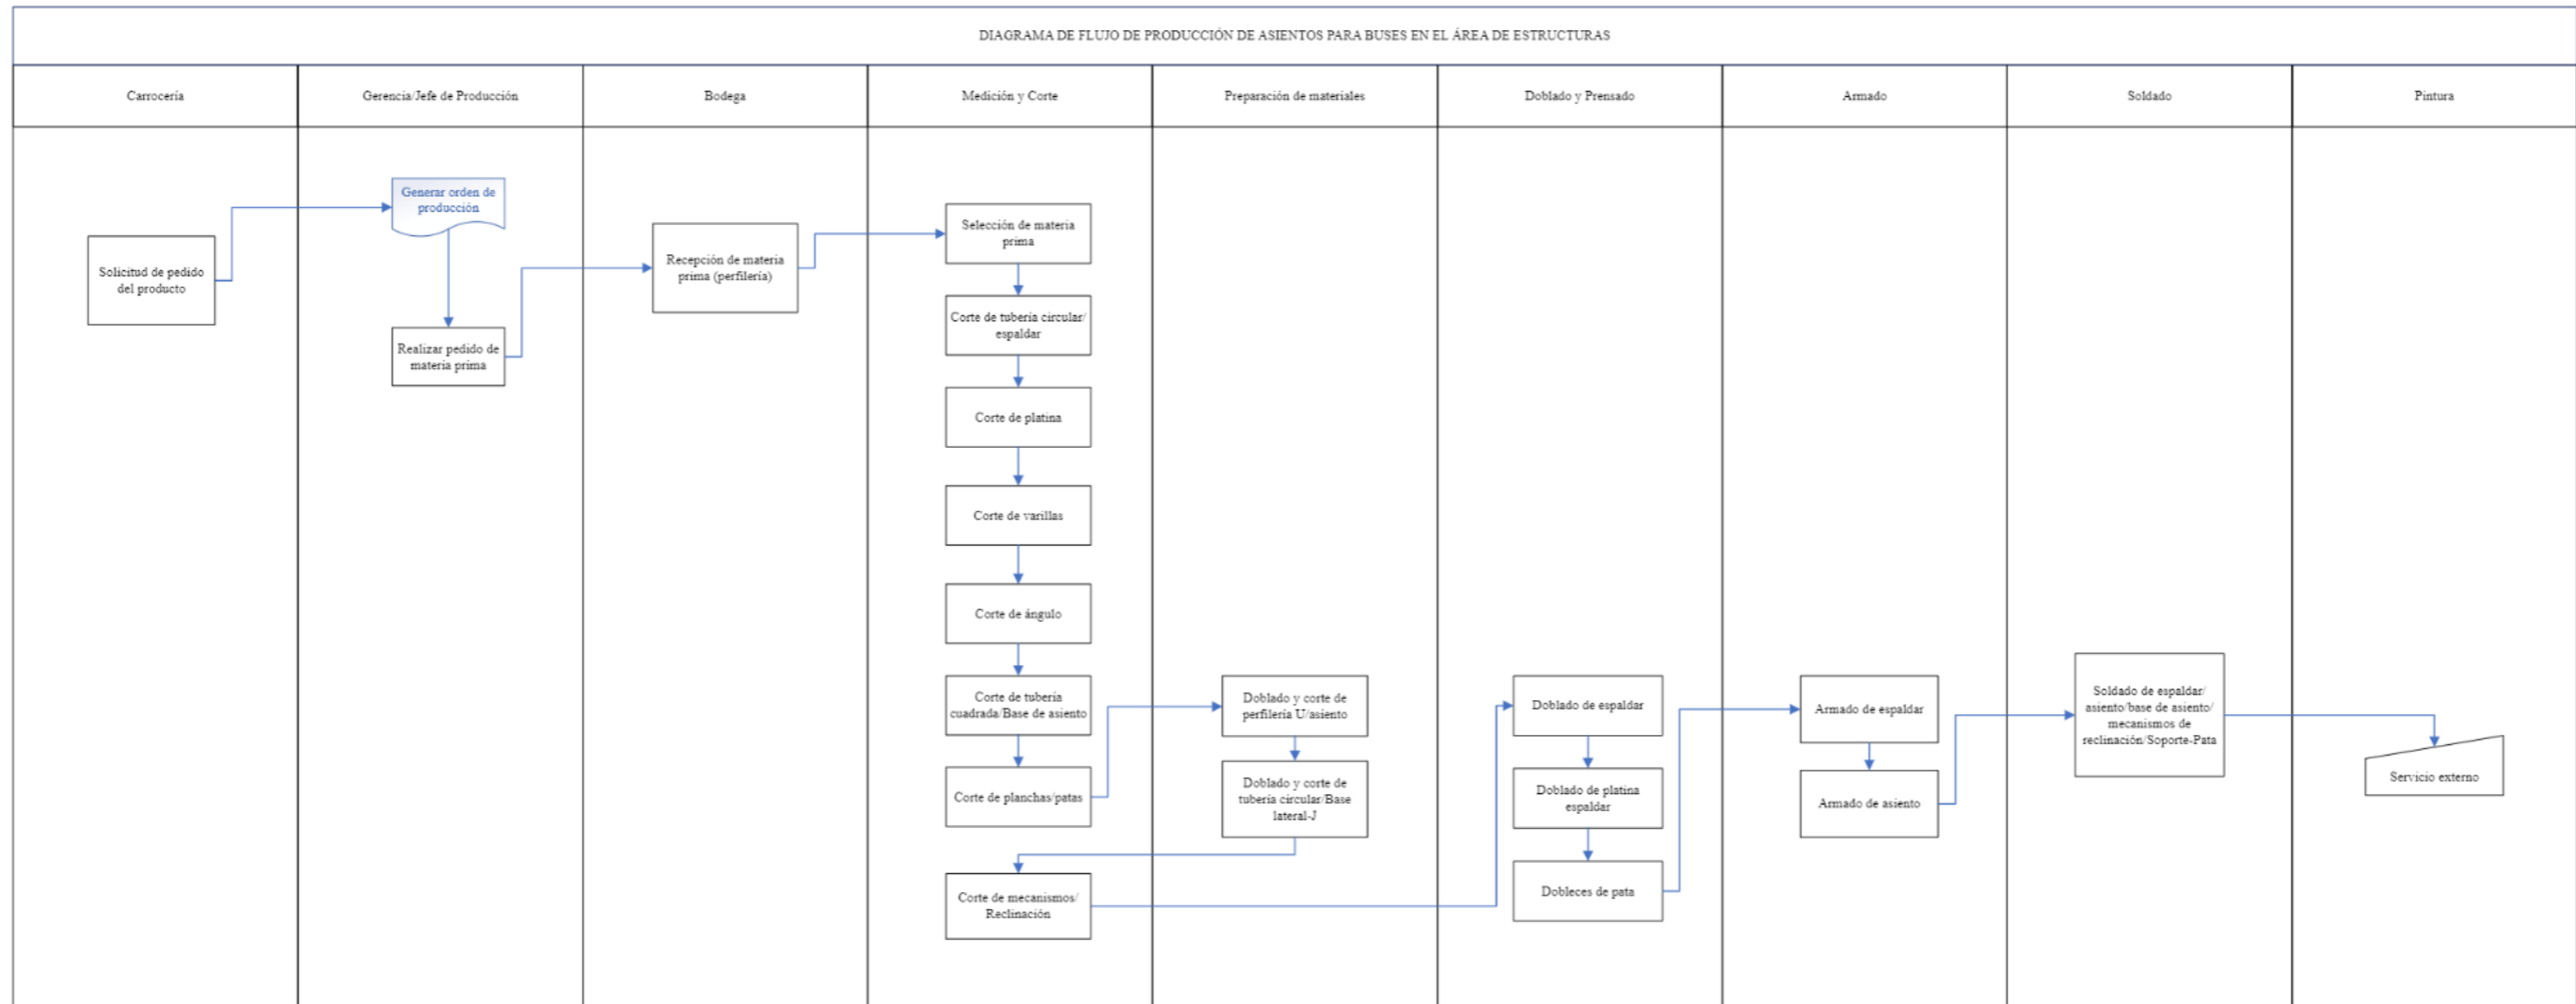 DIAGRAMA DE FLUJO DE PRODUCCIÓN DE ASIENTOS PARA BUSES EN EL ÁREA DE ESTRUCTURAS
Carrocería
Gerencia/Jefe de Producción
Bodega
Medición y Corte
Preparación de materiales
Doblado y Prensado
Armado
Soldado
Pintura
Solicitud de pedido
del producto
Generar orden de
producción
Realizar pedido de
materia prima
Recepción de materia
prima (perfilería)
Selección de materia
prima
Corte de tubería circular/
espaldar
Corte de platina
Corte de varillas
Corte de ángulo
Corte de tubería
cuadrada/Base de asiento
Corte de planchas/patas
Corte de mecanismos/
Reclinación
Doblado y corte de
perfilería U/asiento
Doblado y corte de
tubería circular/Base
lateral-J
Doblado de espaldar
Doblado de platina
espaldar
Dobleces de pata
Armado de espaldar
Armado de asiento
Soldado de espaldar/
asiento/base de asiento/
mecanismos de
reclinación/Soporte-Pata
Servicio externo